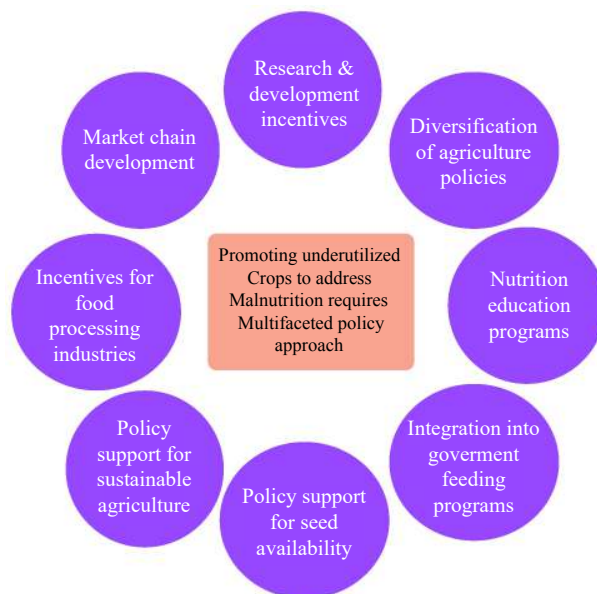 Research &
development
incentives
Diversification
of agriculture
policies
Nutrition
education
programs
Integration into
goverment
feeding
programs
Policy support
for seed
availability
Policy
support for
sustainable
agriculture
Incentives for
food
processing
industries
Market chain
development
Promoting underutilized
Crops to address
Malnutrition requires
Multifaceted policy
approach